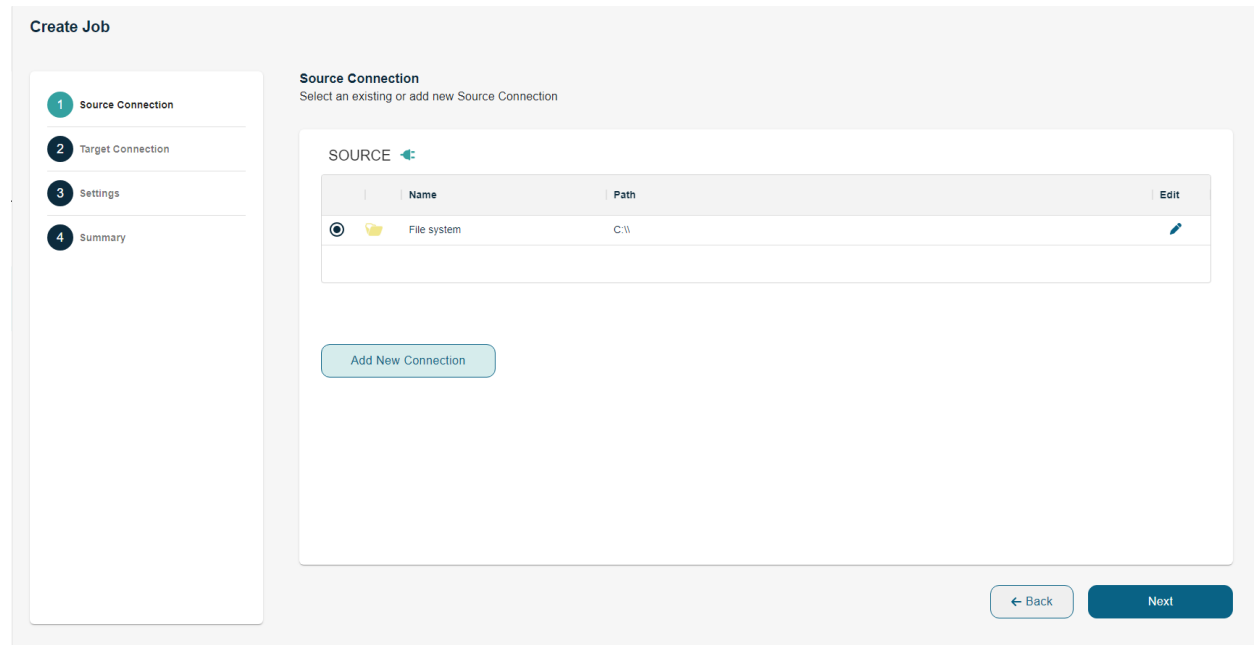 Create Job
1 Source Connection
2 Target Connection
3 Settings
4 Summary
Source Connection
Select an existing or add new Source Connection
SOURCE
Name Path Edit
File system C:\\
Add New Connection
← Back Next